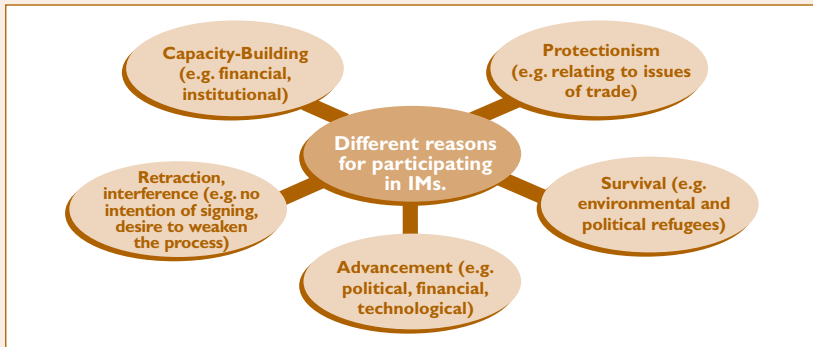 Capacity-Building
(e.g. financial,
institutional)
Protectionism
(e.g. relating to issues
of trade)
Different reasons
for participating
in IMs.
Retraction,
interference (e.g. no
intention of signing,
desire to weaken
the process)
Survival (e.g.
environmental and
political refugees)
Advancement (e.g.
political, financial,
technological)